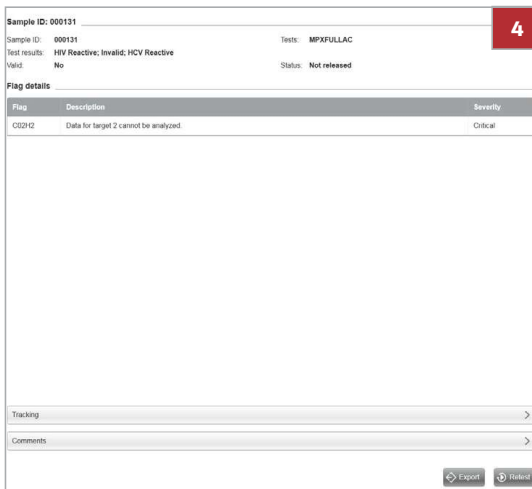 4
Sample ID: 000131
Sample ID: 000131 Tests: MPXFULLAC
Test results: HIV Reactive; Invalid; HCV Reactive
Valid: No Status: Not released
Flag details
Flag Description Severity
C02H2 Data for target 2 cannot be analyzed. Critical
Tracking
Comments
Export Retest